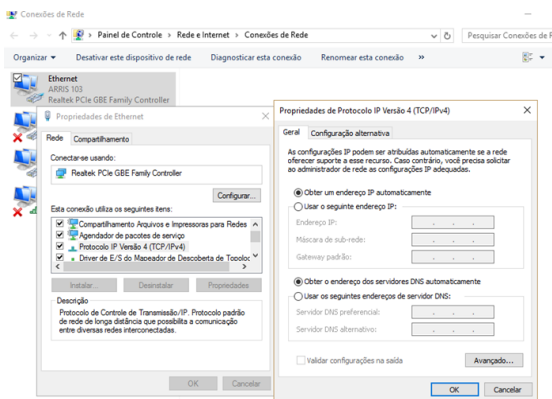 Conexões de Rede
Painel de Controle > Rede e Internet > Conexões de Rede
Pesquisar Conexões de R
Organizar
Desativar este dispositivo de rede
Diagnosticar esta conexão
Renomear esta conexão
»
Ethernet
ARRIS 103
Realtek PCIe GBE Family Controller
Propriedades de Ethernet
Rede
Compartilhamento
Conectar-se usando:
Realtek PCIe GBE Family Controller
Configurar...
Esta conexão utiliza os seguintes itens:
Compartilhamento Arquivos e Impressoras para Redes
Agendador de pacotes de serviço
Protocolo IP Versão 4 (TCP/IPv4)
Driver de E/S do Mapeador de Descoberta de Topoloc
Instalar...
Desinstalar
Propriedades
Descrição
Protocolo de Controle de Transmissão/IP. Protocolo padrão
de rede de longa distância que possibilita a comunicação
entre diversas redes interconectadas.
OK
Cancelar
Propriedades de Protocolo IP Versão 4 (TCP/IPv4)
Geral
Configuração alternativa
As configurações IP podem ser atribuídas automaticamente se a rede
oferecer suporte a esse recurso. Caso contrário, você precisa solicitar
ao administrador de rede as configurações IP adequadas.
Obter um endereço IP automaticamente
Usar o seguinte endereço IP:
Endereço IP:
Máscara de sub-rede:
Gateway padrão:
Obter o endereço dos servidores DNS automaticamente
Usar os seguintes endereços de servidor DNS:
Servidor DNS preferencial:
Servidor DNS alternativo:
Validar configurações na saída
Avançado...
OK
Cancelar